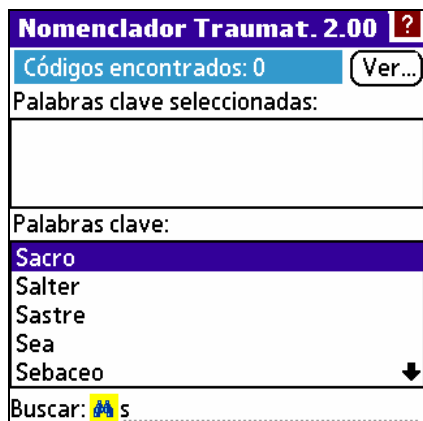 Nomenclador Traumat. 2.00 ?
Códigos encontrados: 0 Ver...
Palabras clave seleccionadas:
Palabras clave:
Sacro
Salter
Sastre
Sea
Sebaceo
Buscar: s